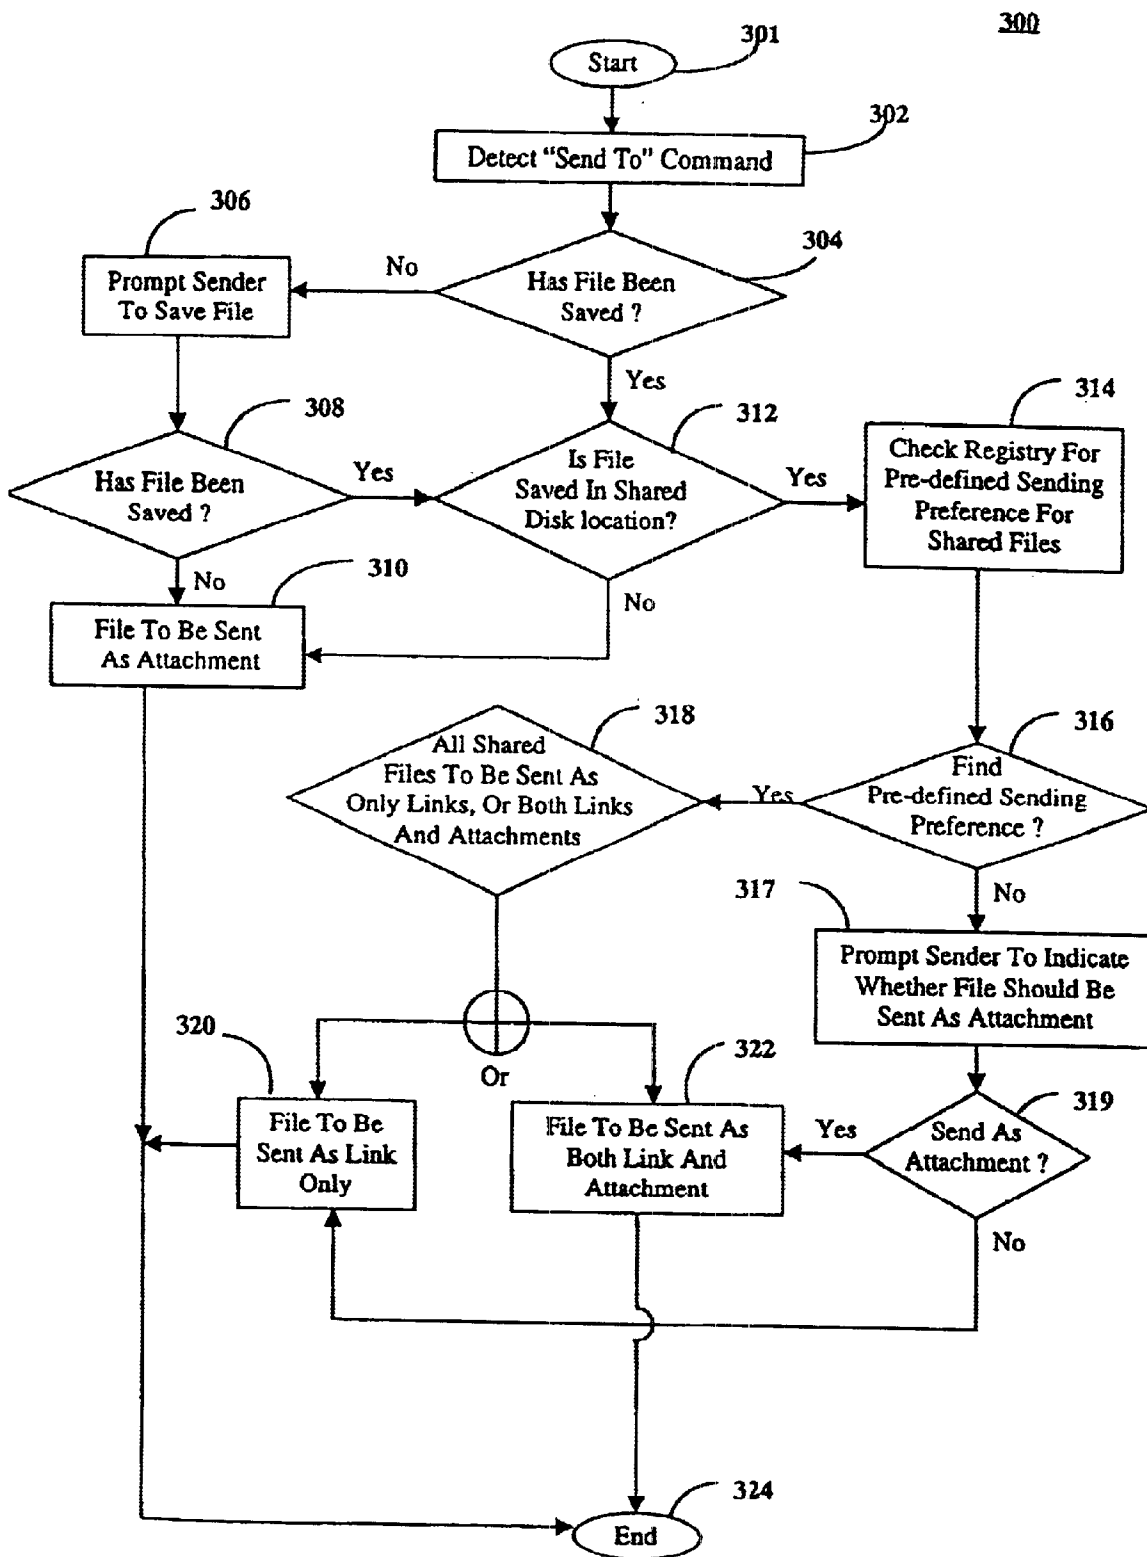 300
301
Start
302
Detect "Send To" Command
306
304
No
Prompt Sender
To Save File
Has File Been
Saved ?
Yes
308
312
314
Has File Been
Saved ?
Yes
Is File
Saved In Shared
Disk location?
Yes
Check Registry For
Pre-defined Sending
Preference For
Shared Files
No
310
No
File To Be Sent
As Attachment
318
316
All Shared
Files To Be Sent As
Only Links, Or Both Links
And Attachments
Yes
Find
Pre-defined Sending
Preference ?
317
No
Prompt Sender To Indicate
Whether File Should Be
Sent As Attachment
320
Or
322
319
File To Be
Sent As Link
Only
File To Be Sent As
Both Link And
Attachment
Yes
Send As
Attachment ?
No
324
End